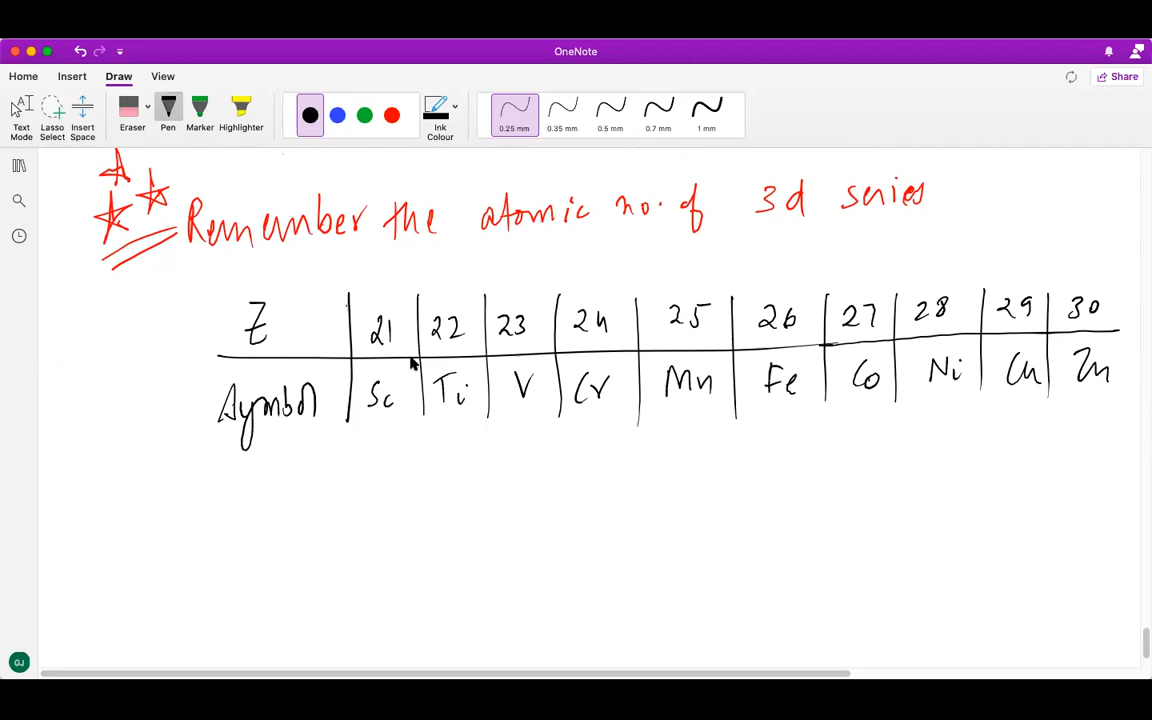 OneNote
Home Insert Draw View Share
Text Mode Lasso Select Insert Space Eraser Pen Marker Highlighter Ink Colour 0.25 mm 0.35 mm 0.5 mm 0.7 mm 1 mm
Remember the atomic no. of 3d series
Z 21 22 23 24 25 26 27 28 29 30
Symbol Sc Ti V Cr Mn Fe Co Ni Cu Zn
GJ